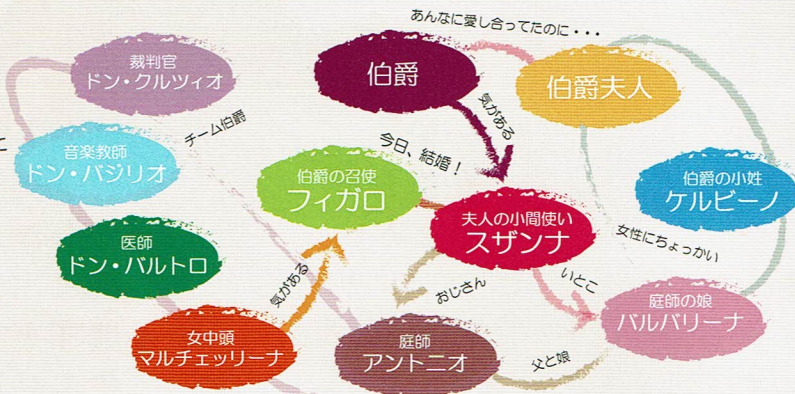 あんなに愛し合ってたのに・・・
裁判官
ドン・クルツィオ
伯爵
伯爵夫人
気がある
チーム伯爵
今日、結婚！
音楽教師
ドン・バジリオ
伯爵の召使
フィガロ
伯爵の小姓
ケルビーノ
夫人の小間使い
スザンナ
女性にちょっかい
医師
ドン・バルトロ
気がある
おじさん
いとこ
庭師の娘
バルバリーナ
女中頭
マルチェッリーナ
庭師
アントニオ
父と娘